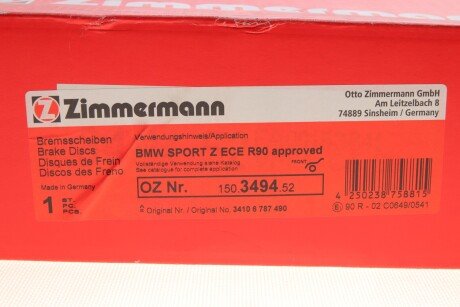 Zimmermann
Otto Zimmermann GmbH
Am Leitzelbach 8
74889 Sinsheim / Germany
Bremsscheiben
Brake Discs
Disques de Frein
Discos del Freno
Made in Germany
1 ST. PC. PCS.
Verwendungshinweis/Application
BMW SPORT Z ECE R90 approved
Vollständige Verwendung siehe Katalog
See catalogue for complete application
FRONT
OZ Nr. 150.3494.52
Original Nr. / Original No. 3410 6 787 490
4 250238 758815
90 R - 02 C0649/0541